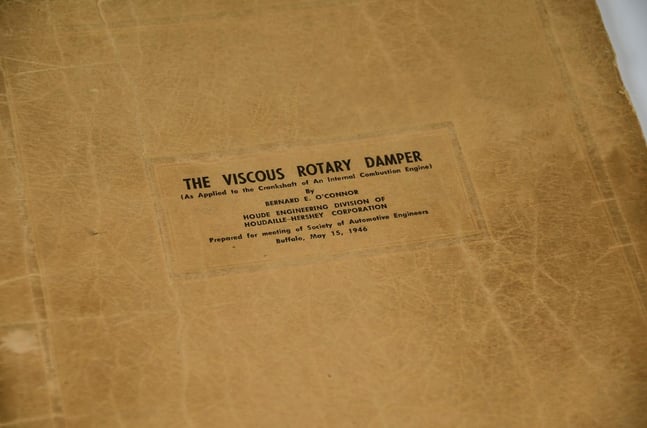 THE VISCOUS ROTARY DAMPER
(As Applied to the Crankshaft of An Internal Combustion Engine)
By
BERNARD E. O'CONNOR
HOUDE ENGINEERING DIVISION OF
HOUDAILLE-HERSHEY CORPORATION
Prepared for meeting of Society of Automotive Engineers
Buffalo, May 15, 1946